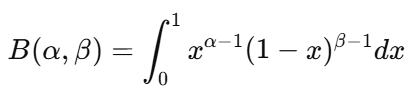 B(α, β) = ∫₀¹ x^{α−1}(1 − x)^{β−1}dx